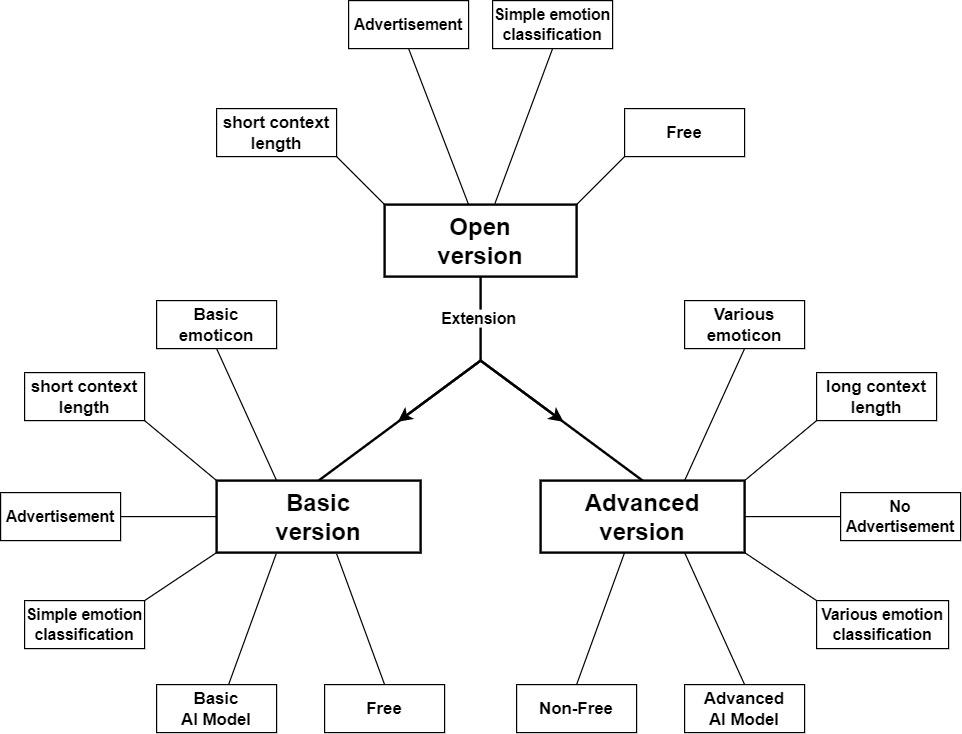 Advertisement
Simple emotion
classification
short context
length
Free
Open
version
Extension
Basic
emoticon
Various
emoticon
short context
length
long context
length
Advertisement
Basic
version
Advanced
version
No
Advertisement
Simple emotion
classification
Various emotion
classification
Basic
AI Model
Free
Non-Free
Advanced
AI Model